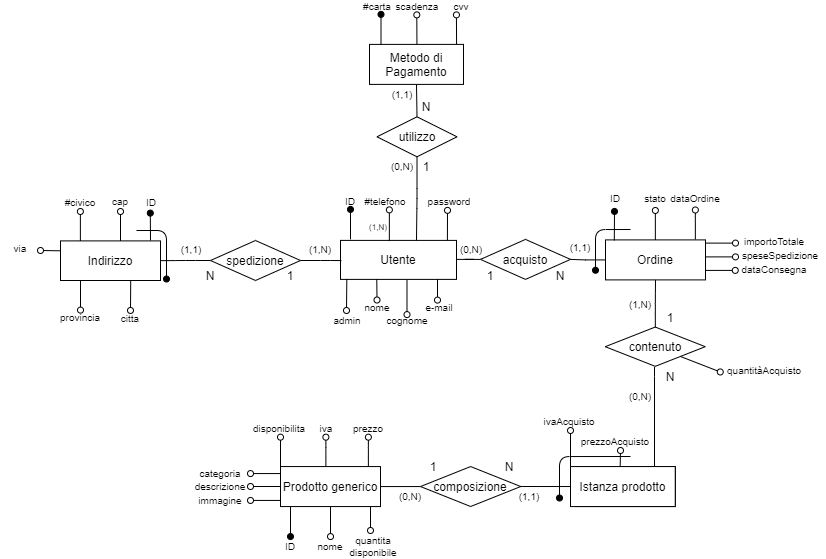 #carta scadenza cvv
Metodo di
Pagamento
(1,1)
N
utilizzo
(0,N) 1
ID #telefono password
(1,N)
#civico cap ID
via
Indirizzo
(1,1)
N
spedizione
(1,N)
1
provincia citta
Utente
admin nome cognome e-mail
(0,N)
1
acquisto
(1,1)
N
ID stato dataOrdine
Ordine
importoTotale
speseSpedizione
dataConsegna
(1,N)
1
contenuto
N
quantitàAcquisto
(0,N)
ivaAcquisto
prezzoAcquisto
Istanza prodotto
disponibilita iva prezzo
categoria
descrizione
immagine
Prodotto generico
1
(0,N)
composizione
N
(1,1)
ID nome quantita
disponibile